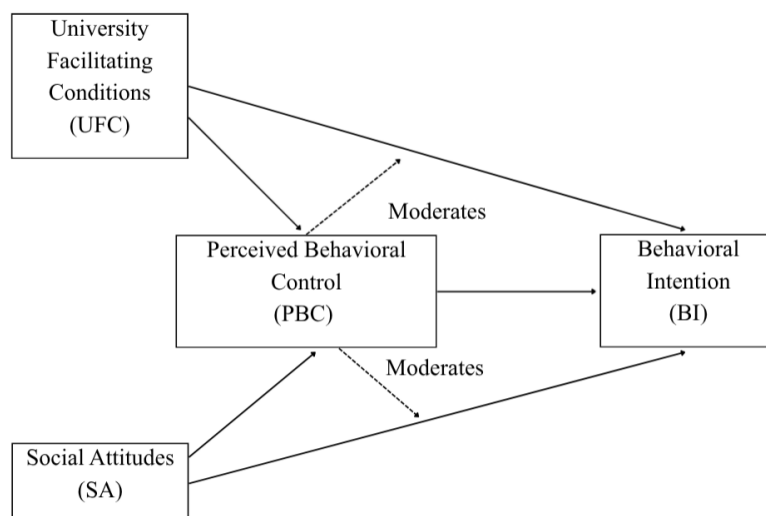 University
Facilitating
Conditions
(UFC)
Moderates
Perceived Behavioral
Control
(PBC)
Behavioral
Intention
(BI)
Moderates
Social Attitudes
(SA)